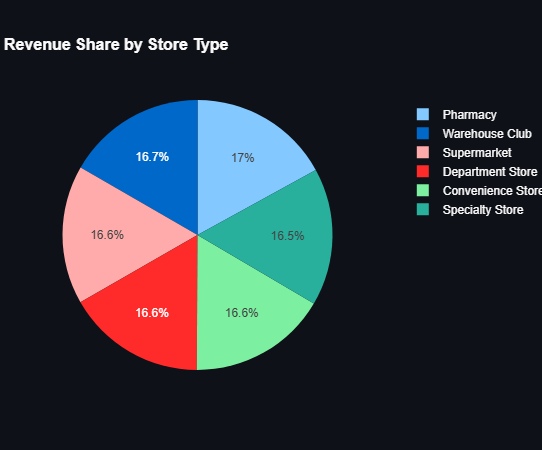 Revenue Share by Store Type
Pharmacy
Warehouse Club
Supermarket
Department Store
Convenience Store
Specialty Store
16.7%
17%
16.6%
16.5%
16.6%
16.6%